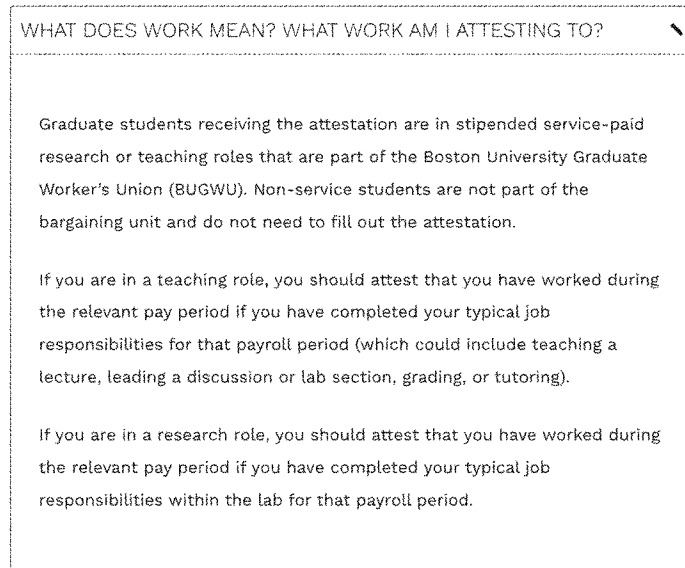 WHAT DOES WORK MEAN? WHAT WORK AM I ATTESTING TO?
Graduate students receiving the attestation are in stipended service-paid
research or teaching roles that are part of the Boston University Graduate
Worker's Union (BUGWU). Non-service students are not part of the
bargaining unit and do not need to fill out the attestation.
If you are in a teaching role, you should attest that you have worked during
the relevant pay period if you have completed your typical job
responsibilities for that payroll period (which could include teaching a
lecture, leading a discussion or lab section, grading, or tutoring).
If you are in a research role, you should attest that you have worked during
the relevant pay period if you have completed your typical job
responsibilities within the lab for that payroll period.